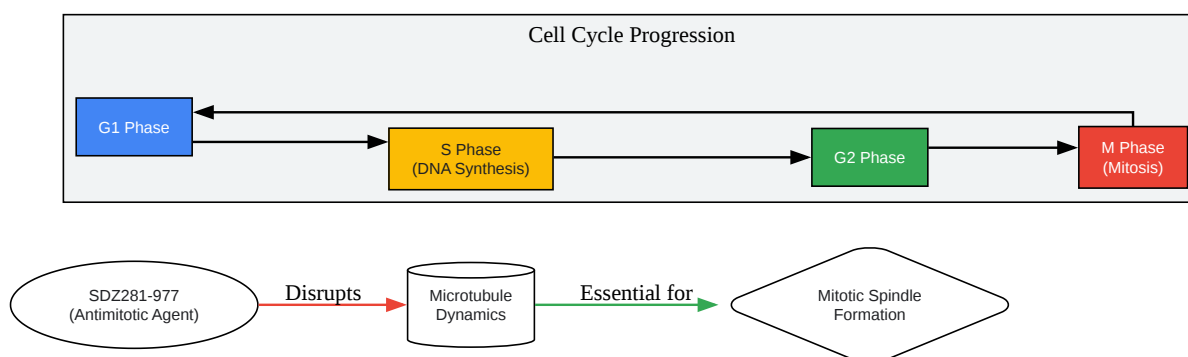 Cell Cycle Progression
G1 Phase
S Phase
(DNA Synthesis)
G2 Phase
M Phase
(Mitosis)
SDZ281-977
(Antimitotic Agent)
Disrupts
Microtubule
Dynamics
Essential for
Mitotic Spindle
Formation